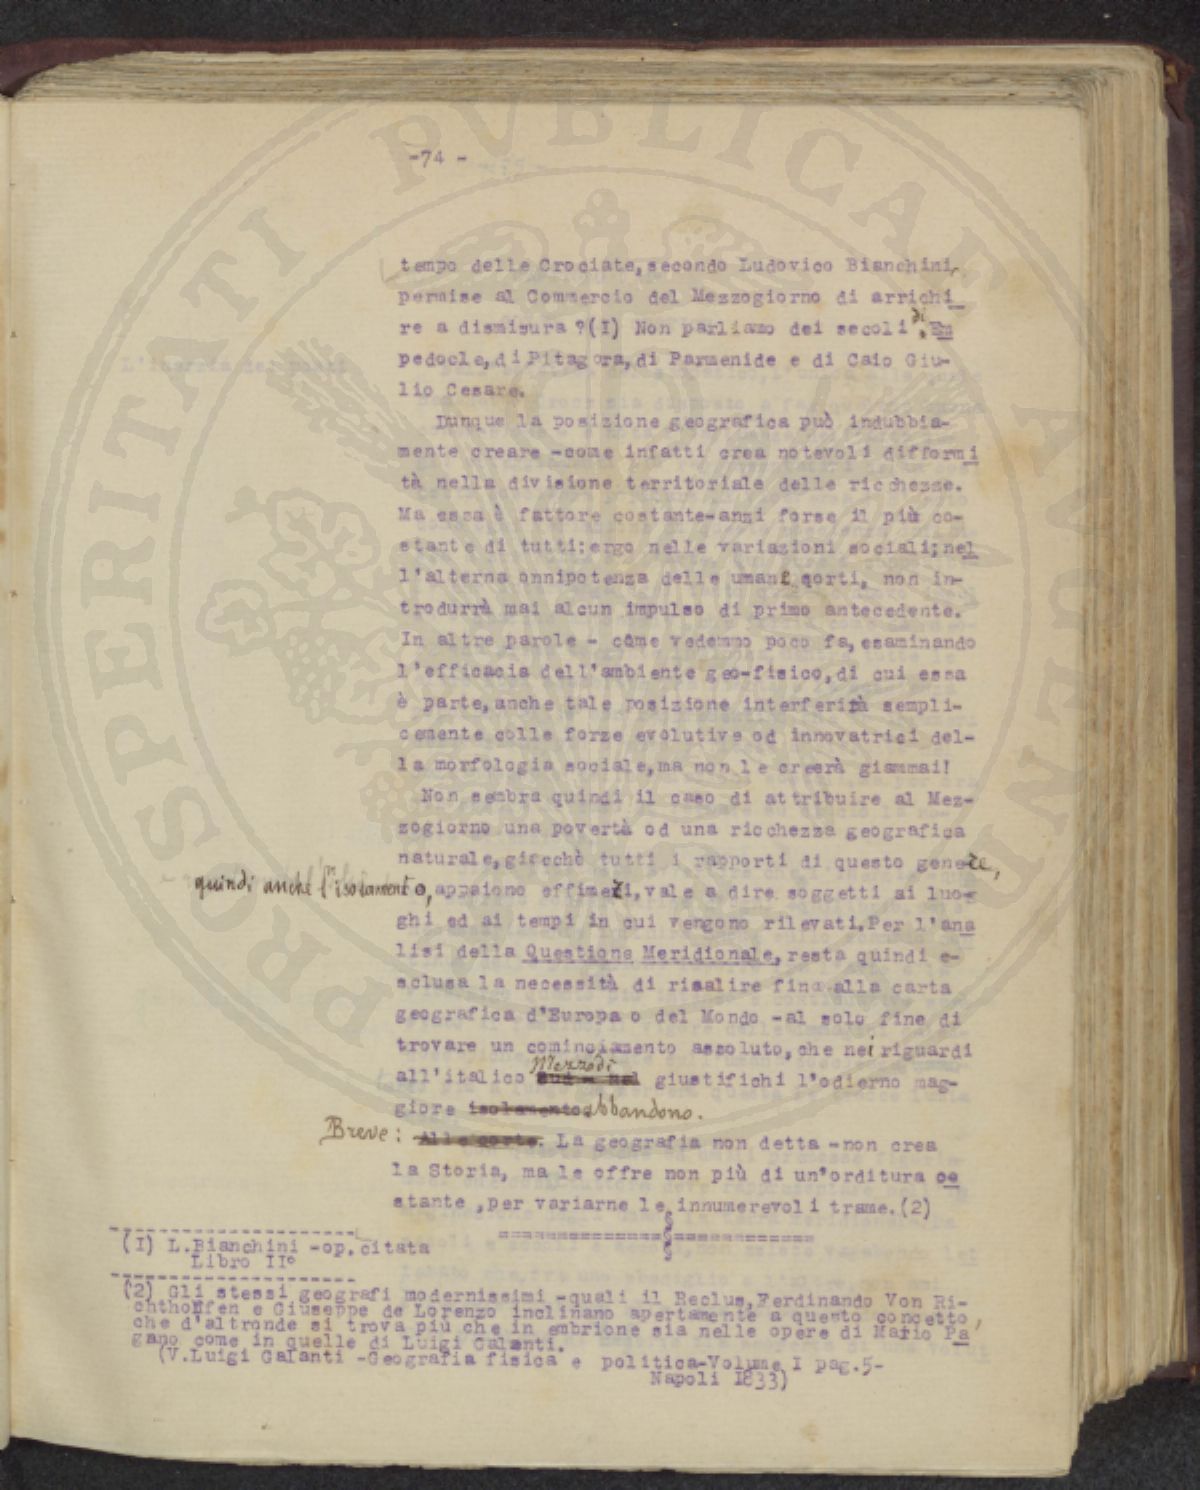 -74 -
tempo delle Crociate, secondo Ludovico Bianchini,
permise al Commercio del Mezzogiorno di arrichi_
re a dismisura ?(I) Non parliamo dei secoli di Em
pedocle, di Pitagora, di Parmenide e di Caio Giu-
lio Cesare.
Dunque la posizione geografica può indubbia-
mente creare -come infatti crea notevoli difformi
tà nella divisione territoriale delle ricchezze.
Ma essa è fattore costante-anzi forse il più co-
stante di tutti: ergo nelle variazioni sociali; nel
l'alterna onnipotenza delle umane sorti, non in-
trodurrà mai alcun impulso di primo antecedente.
In altre parole - come vedemmo poco fa, esaminando
l'efficacia dell'ambiente geo-fisico, di cui essa
è parte, anche tale posizione interferirà sempli-
cemente colle forze evolutive od innovatrici del-
la morfologia sociale, ma non le creerà giammai!
Non sembra quindi il caso di attribuire al Mez-
zogiorno una povertà od una ricchezza geografica
naturale, giacchè tutti i rapporti di questo genere,
quindi anche l'isolamento, appaiono effimeri, vale a dire soggetti ai luo-
ghi ed ai tempi in cui vengono rilevati. Per l'ana
lisi della Questione Meridionale, resta quindi e-
sclusa la necessità di risalire fino alla carta
geografica d'Europa o del Mondo -al solo fine di
trovare un cominciamento assoluto, che nei riguardi
all'italico Mezzodì giustifichi l'odierno mag-
giore abbandono.
Breve: La geografia non detta -non crea
la Storia, ma le offre non più di un'orditura co
stante , per variarne le innumerevoli trame. (2)
(I) L. Bianchini -op. citata
Libro II°
(2) Gli stessi geografi modernissimi -quali il Reclus, Ferdinando Von Ri-
chthoffen e Giuseppe de Lorenzo inclinano apertamente a questo concetto,
che d'altronde si trova più che in embrione sia nelle opere di Mario Pa
gano come in quelle di Luigi Galanti.
(V. Luigi Galanti -Geografia fisica e politica-Volume I pag. 5-
Napoli 1833)
PROSPERITATI PVBLICAE AVGENDAE